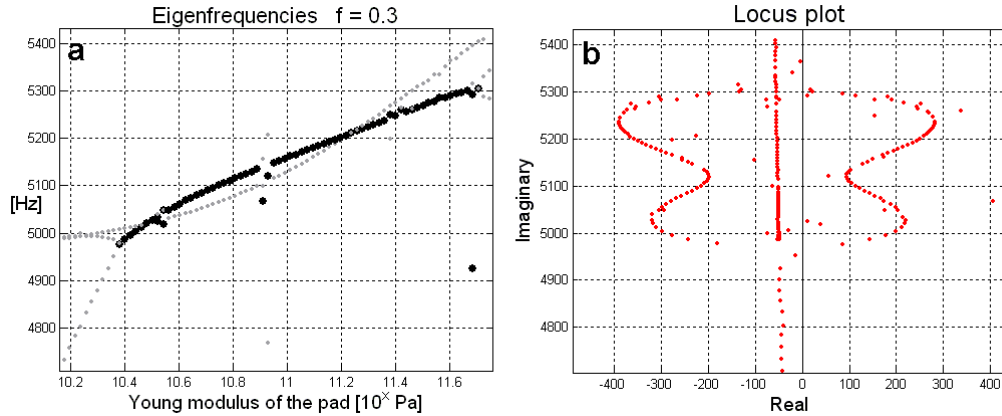 Eigenfrequencies f = 0.3
a
5400
5300
5200
5100
[Hz]
5000
4900
4800
10.2 10.4 10.6 10.8 11 11.2 11.4 11.6
Young modulus of the pad [10^X Pa]
Locus plot
b
5400
5300
5200
5100
5000
4900
4800
Imaginary
-400 -300 -200 -100 0 100 200 300 400
Real